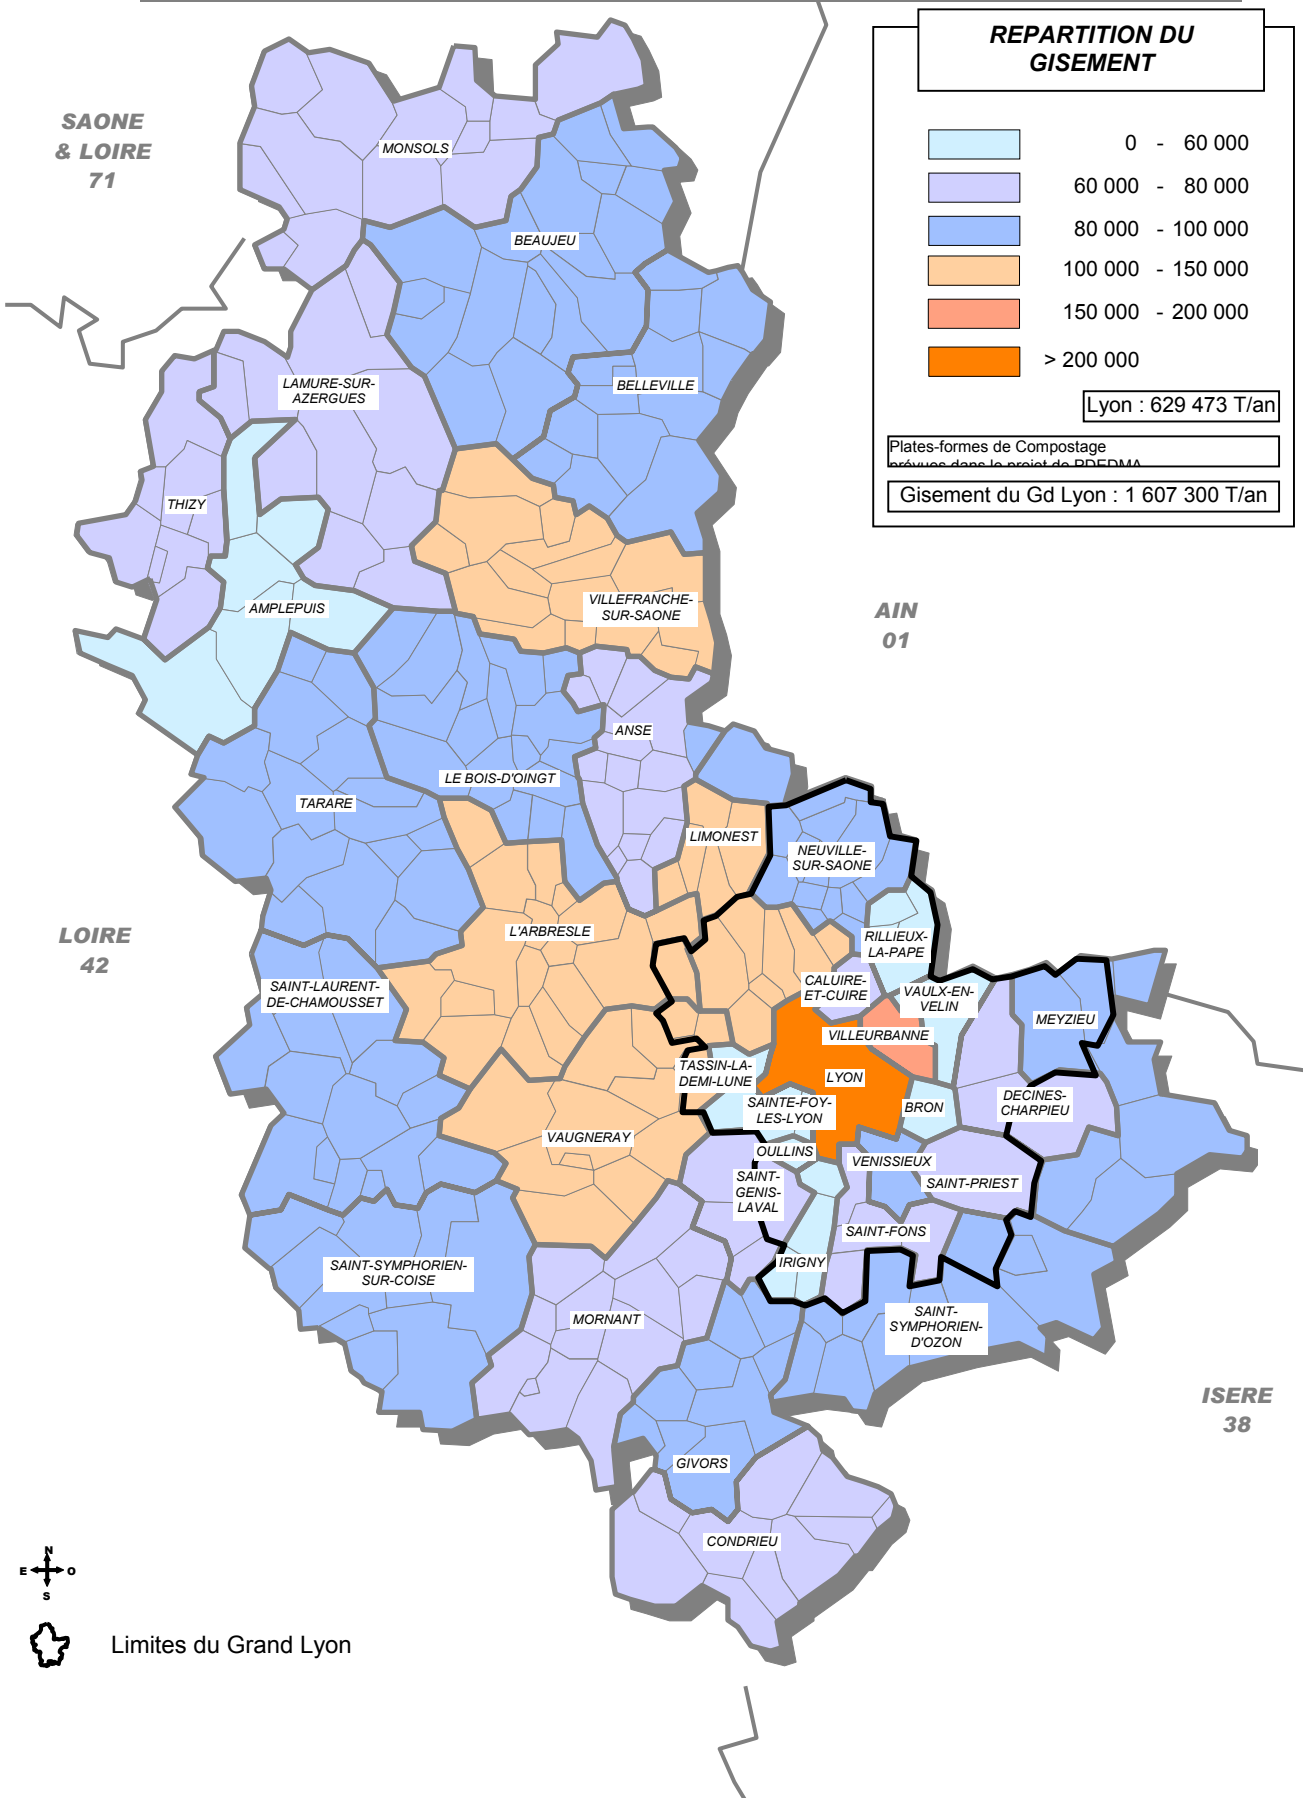 REPARTITION DU
GISEMENT
0 - 60 000
60 000 - 80 000
80 000 - 100 000
100 000 - 150 000
150 000 - 200 000
> 200 000
Lyon : 629 473 T/an
Plates-formes de Compostage
prévues dans le projet de PDEDMA
Gisement du Gd Lyon : 1 607 300 T/an
SAONE
& LOIRE
71
MONSOLS
BEAUJEU
LAMURE-SUR-
AZERGUES
BELLEVILLE
THIZY
AMPLEPUIS
VILLEFRANCHE-
SUR-SAONE
AIN
01
ANSE
LE BOIS-D'OINGT
TARARE
LIMONEST
NEUVILLE-
SUR-SAONE
LOIRE
42
L'ARBRESLE
RILLIEUX-
LA-PAPE
SAINT-LAURENT-
DE-CHAMOUSSET
CALUIRE-
ET-CUIRE
VAULX-EN-
VELIN
MEYZIEU
VILLEURBANNE
TASSIN-LA-
DEMI-LUNE
LYON
DECINES-
CHARPIEU
SAINTE-FOY-
LES-LYON
BRON
VAUGNERAY
OULLINS
VENISSIEUX
SAINT-
GENIS-
LAVAL
SAINT-PRIEST
SAINT-FONS
SAINT-SYMPHORIEN-
SUR-COISE
IRIGNY
MORNANT
SAINT-
SYMPHORIEN-
D'OZON
ISERE
38
GIVORS
CONDRIEU
N
E O
S
Limites du Grand Lyon